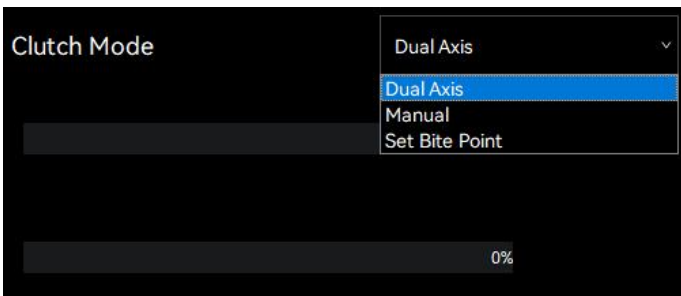 Clutch Mode
Dual Axis
Dual Axis
Manual
Set Bite Point
0%